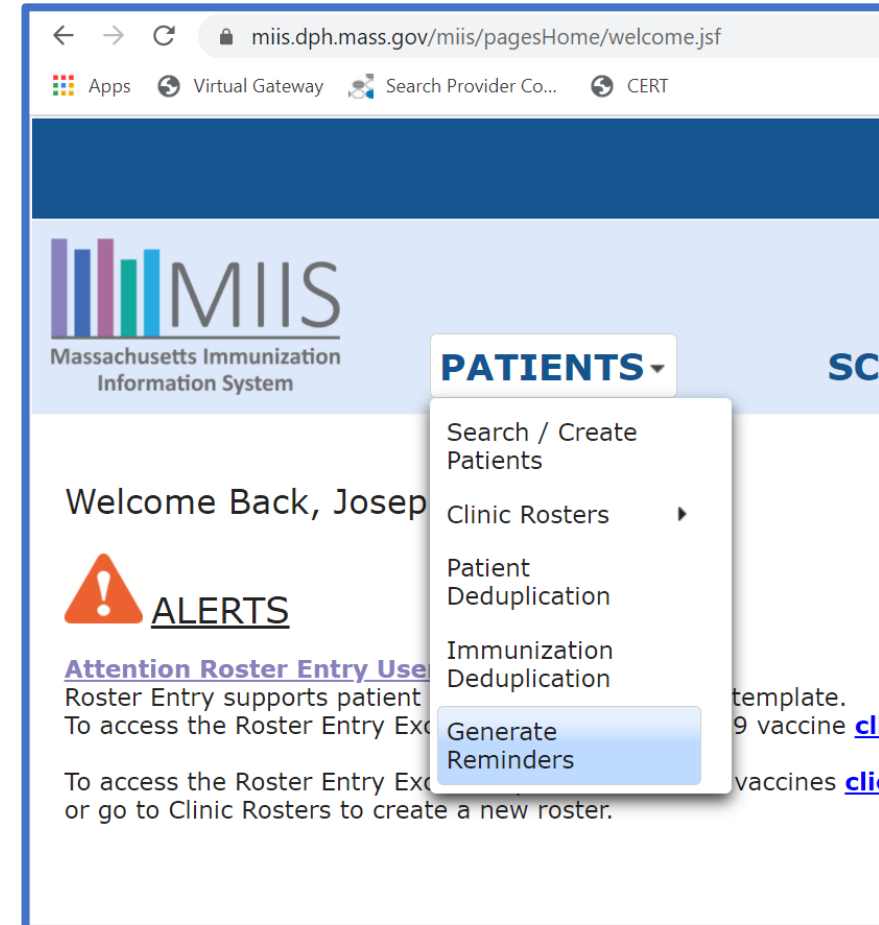 miis.dph.mass.gov/miis/pagesHome/welcome.jsf
Apps Virtual Gateway Search Provider Co... CERT
MIIS
Massachusetts Immunization
Information System
PATIENTS SC
Search / Create
Patients
Clinic Rosters
Patient
Deduplication
Immunization
Deduplication
Generate
Reminders
Welcome Back, Josep
ALERTS
Attention Roster Entry Use
Roster Entry supports patient template.
To access the Roster Entry Exc 9 vaccine cl
To access the Roster Entry Exc vaccines clic
or go to Clinic Rosters to create a new roster.